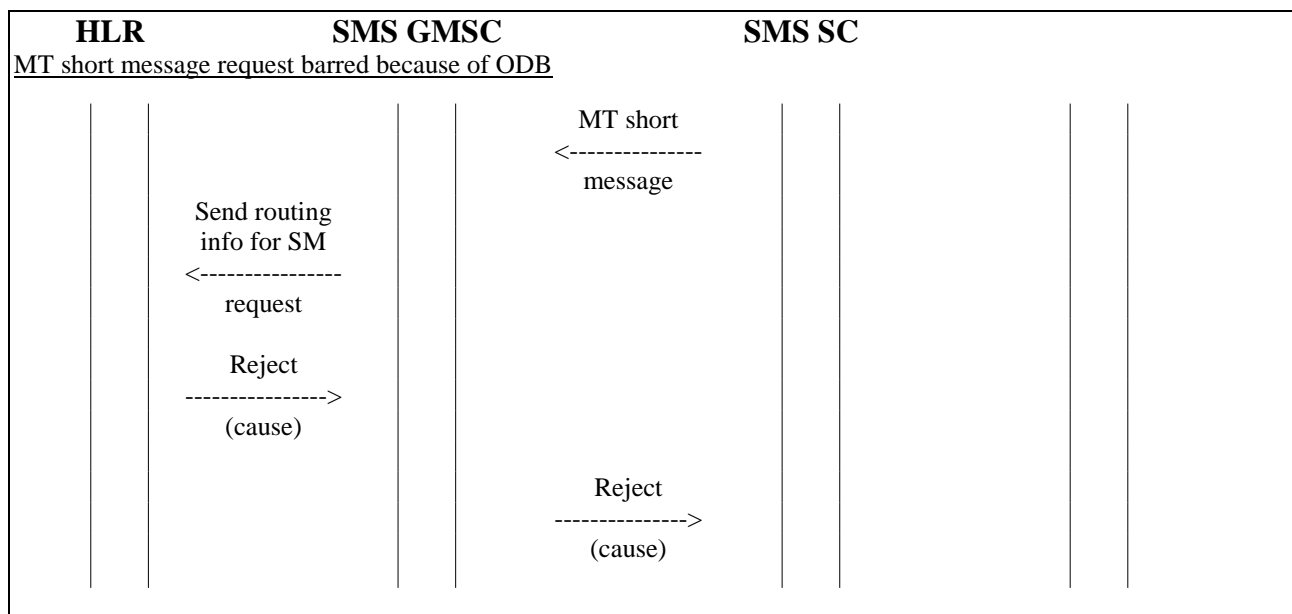 HLR SMS GMSC SMS SC
MT short message request barred because of ODB
MT short
<---------------
message
Send routing
info for SM
<----------------
request
Reject
---------------->
(cause)
Reject
--------------->
(cause)